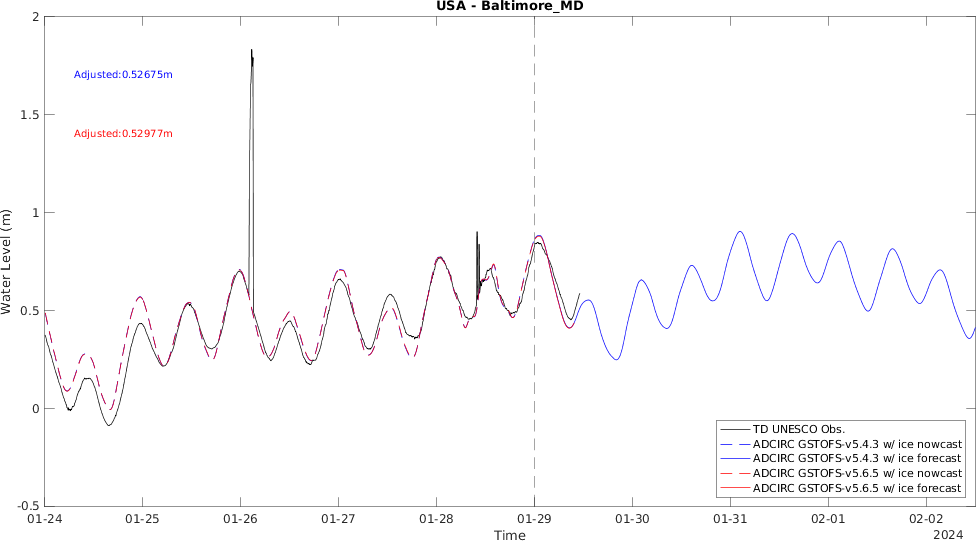 USA - Baltimore_MD
2
1.5
1
0.5
0
-0.5
Water Level (m)
Adjusted:0.52675m
Adjusted:0.52977m
TD UNESCO Obs.
ADCIRC GSTOFS-v5.4.3 w/ ice nowcast
ADCIRC GSTOFS-v5.4.3 w/ ice forecast
ADCIRC GSTOFS-v5.6.5 w/ ice nowcast
ADCIRC GSTOFS-v5.6.5 w/ ice forecast
01-24 01-25 01-26 01-27 01-28 01-29 01-30 01-31 02-01 02-02
Time
2024